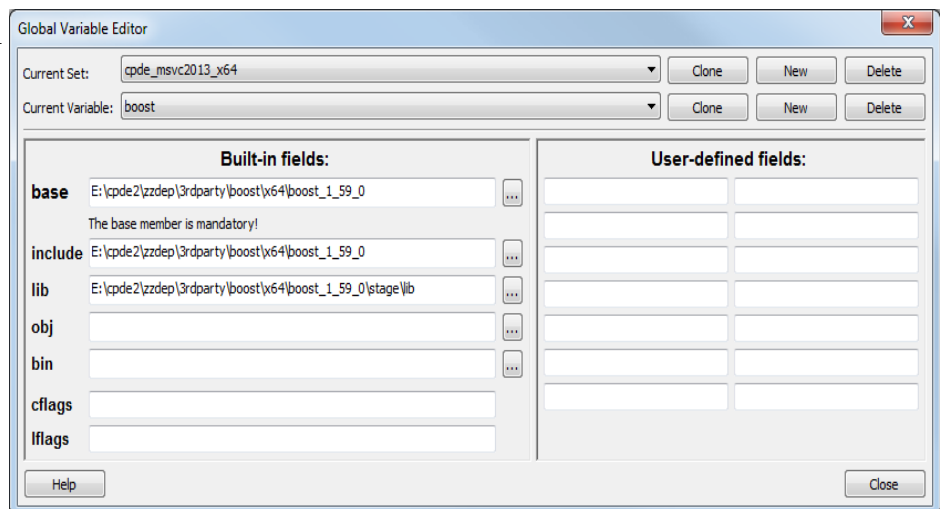 Global Variable Editor
X
Current Set: cpde_msvc2013_x64 Clone New Delete
Current Variable: boost Clone New Delete
Built-in fields: User-defined fields:
base E:\cpde2\zzdep\3rdparty\boost\x64\boost_1_59_0 ...
The base member is mandatory!
include E:\cpde2\zzdep\3rdparty\boost\x64\boost_1_59_0 ...
lib E:\cpde2\zzdep\3rdparty\boost\x64\boost_1_59_0\stage\lib ...
obj ...
bin ...
cflags
lflags
Help Close